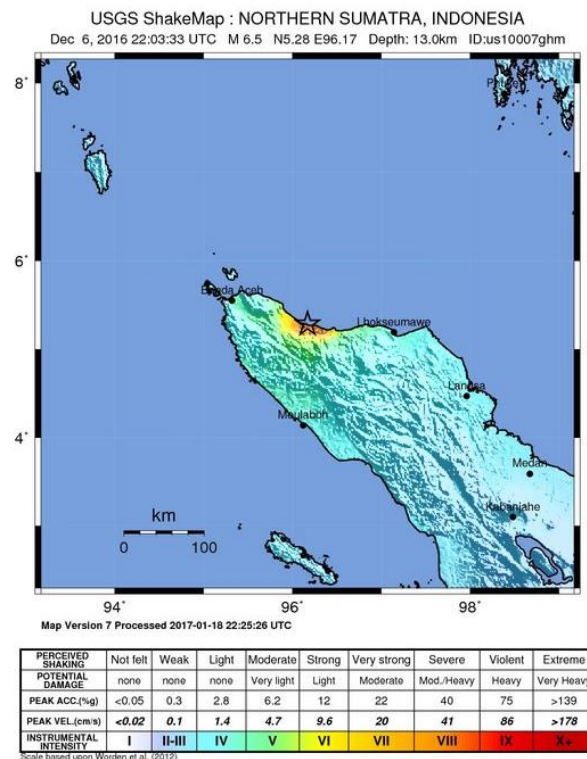 USGS ShakeMap : NORTHERN SUMATRA, INDONESIA
Dec 6, 2016 22:03:33 UTC M 6.5 N5.28 E96.17 Depth: 13.0km ID:us10007ghm
8°
6°
Banda Aceh
Lhokseumawe
Langsa
Meulaboh
4°
Medan
Kabanjahe
km
0 100
94° 96° 98°
Map Version 7 Processed 2017-01-18 22:25:26 UTC
PERCEIVED SHAKING Not felt Weak Light Moderate Strong Very strong Severe Violent Extreme
POTENTIAL DAMAGE none none none Very light Light Moderate Mod./Heavy Heavy Very Heavy
PEAK ACC.(%g) <0.05 0.3 2.8 6.2 12 22 40 75 >139
PEAK VEL.(cm/s) <0.02 0.1 1.4 4.7 9.6 20 41 86 >178
INSTRUMENTAL INTENSITY I II-III IV V VI VII VIII IX X+
Scale based upon Worden et al. (2012)